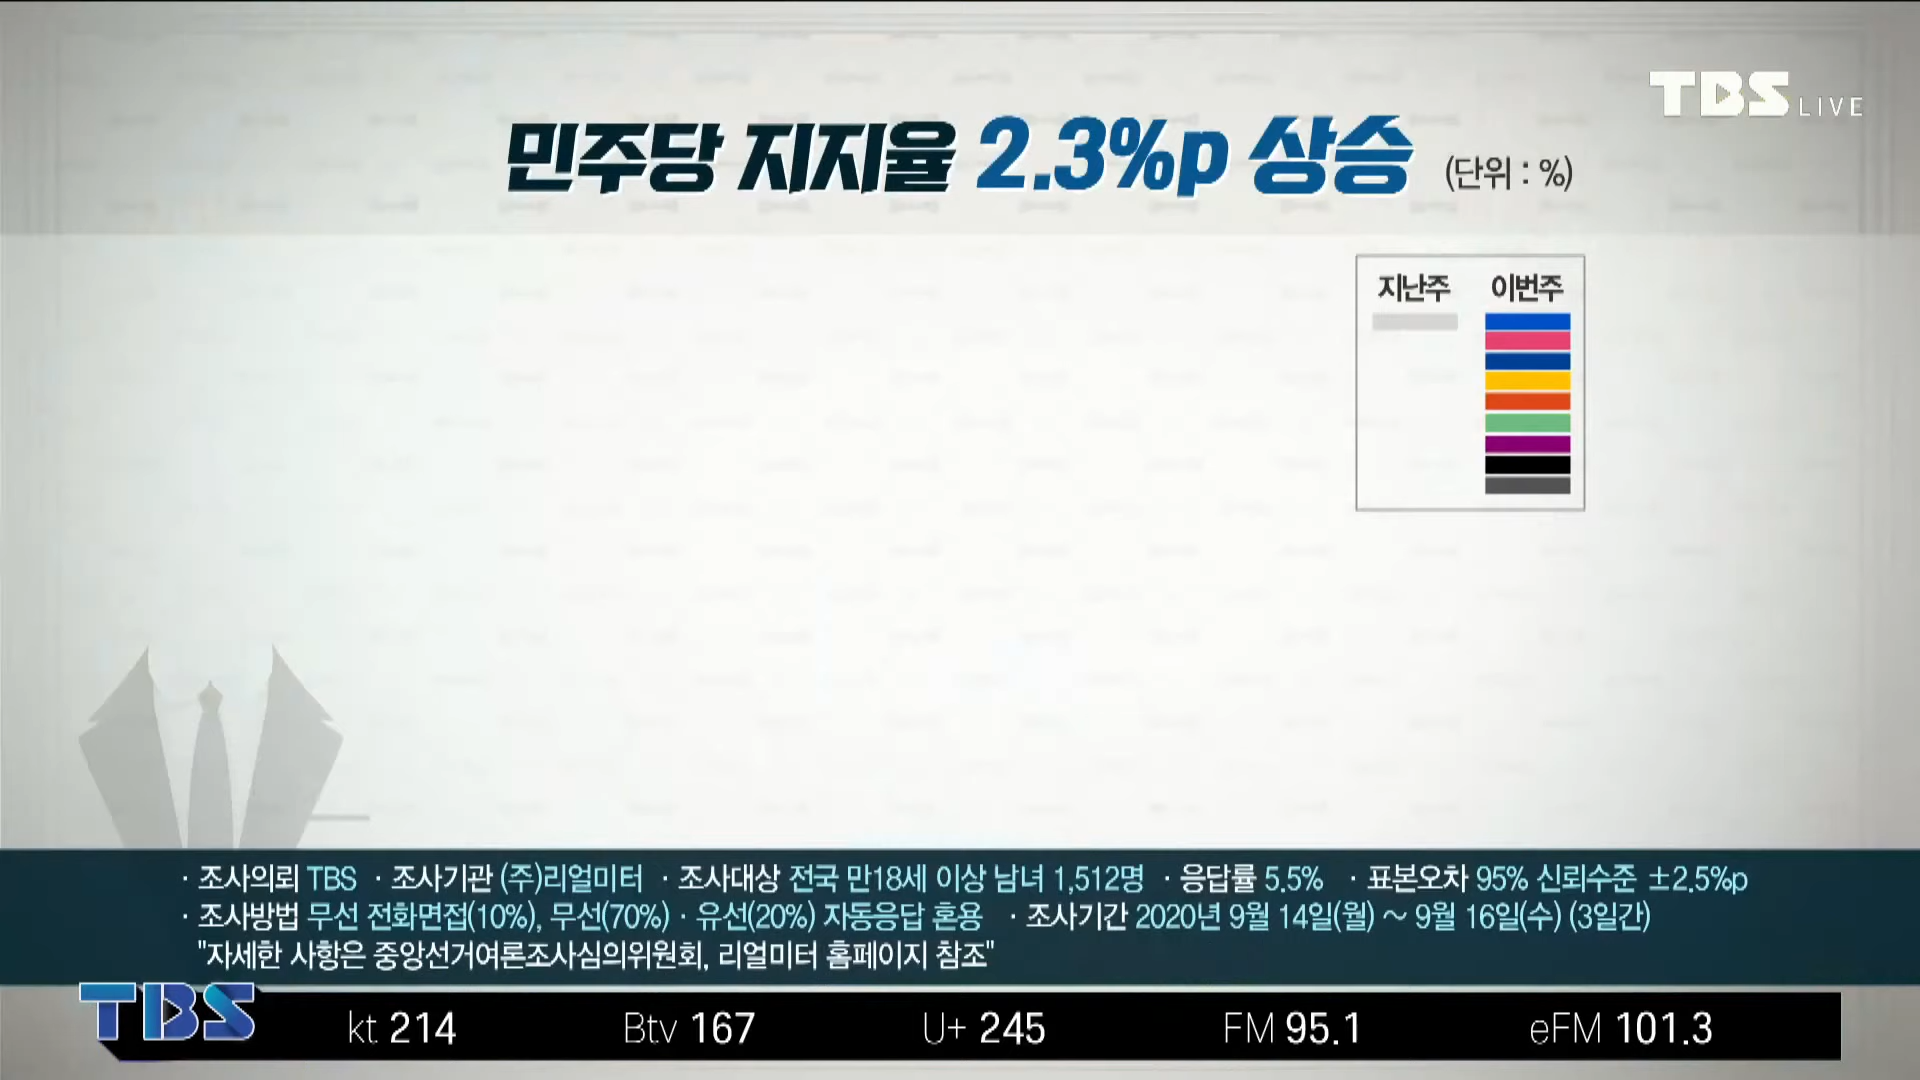 TBS LIVE
민주당 지지율 2.3%p 상승 (단위 : %)
지난주 이번주
· 조사의뢰 TBS · 조사기관 (주)리얼미터 · 조사대상 전국 만18세 이상 남녀 1,512명 · 응답률 5.5% · 표본오차 95% 신뢰수준 ±2.5%p
· 조사방법 무선 전화면접(10%), 무선(70%) · 유선(20%) 자동응답 혼용 · 조사기간 2020년 9월 14일(월) ~ 9월 16일(수) (3일간)
"자세한 사항은 중앙선거여론조사심의위원회, 리얼미터 홈페이지 참조"
TBS kt 214 Btv 167 U+ 245 FM 95.1 eFM 101.3